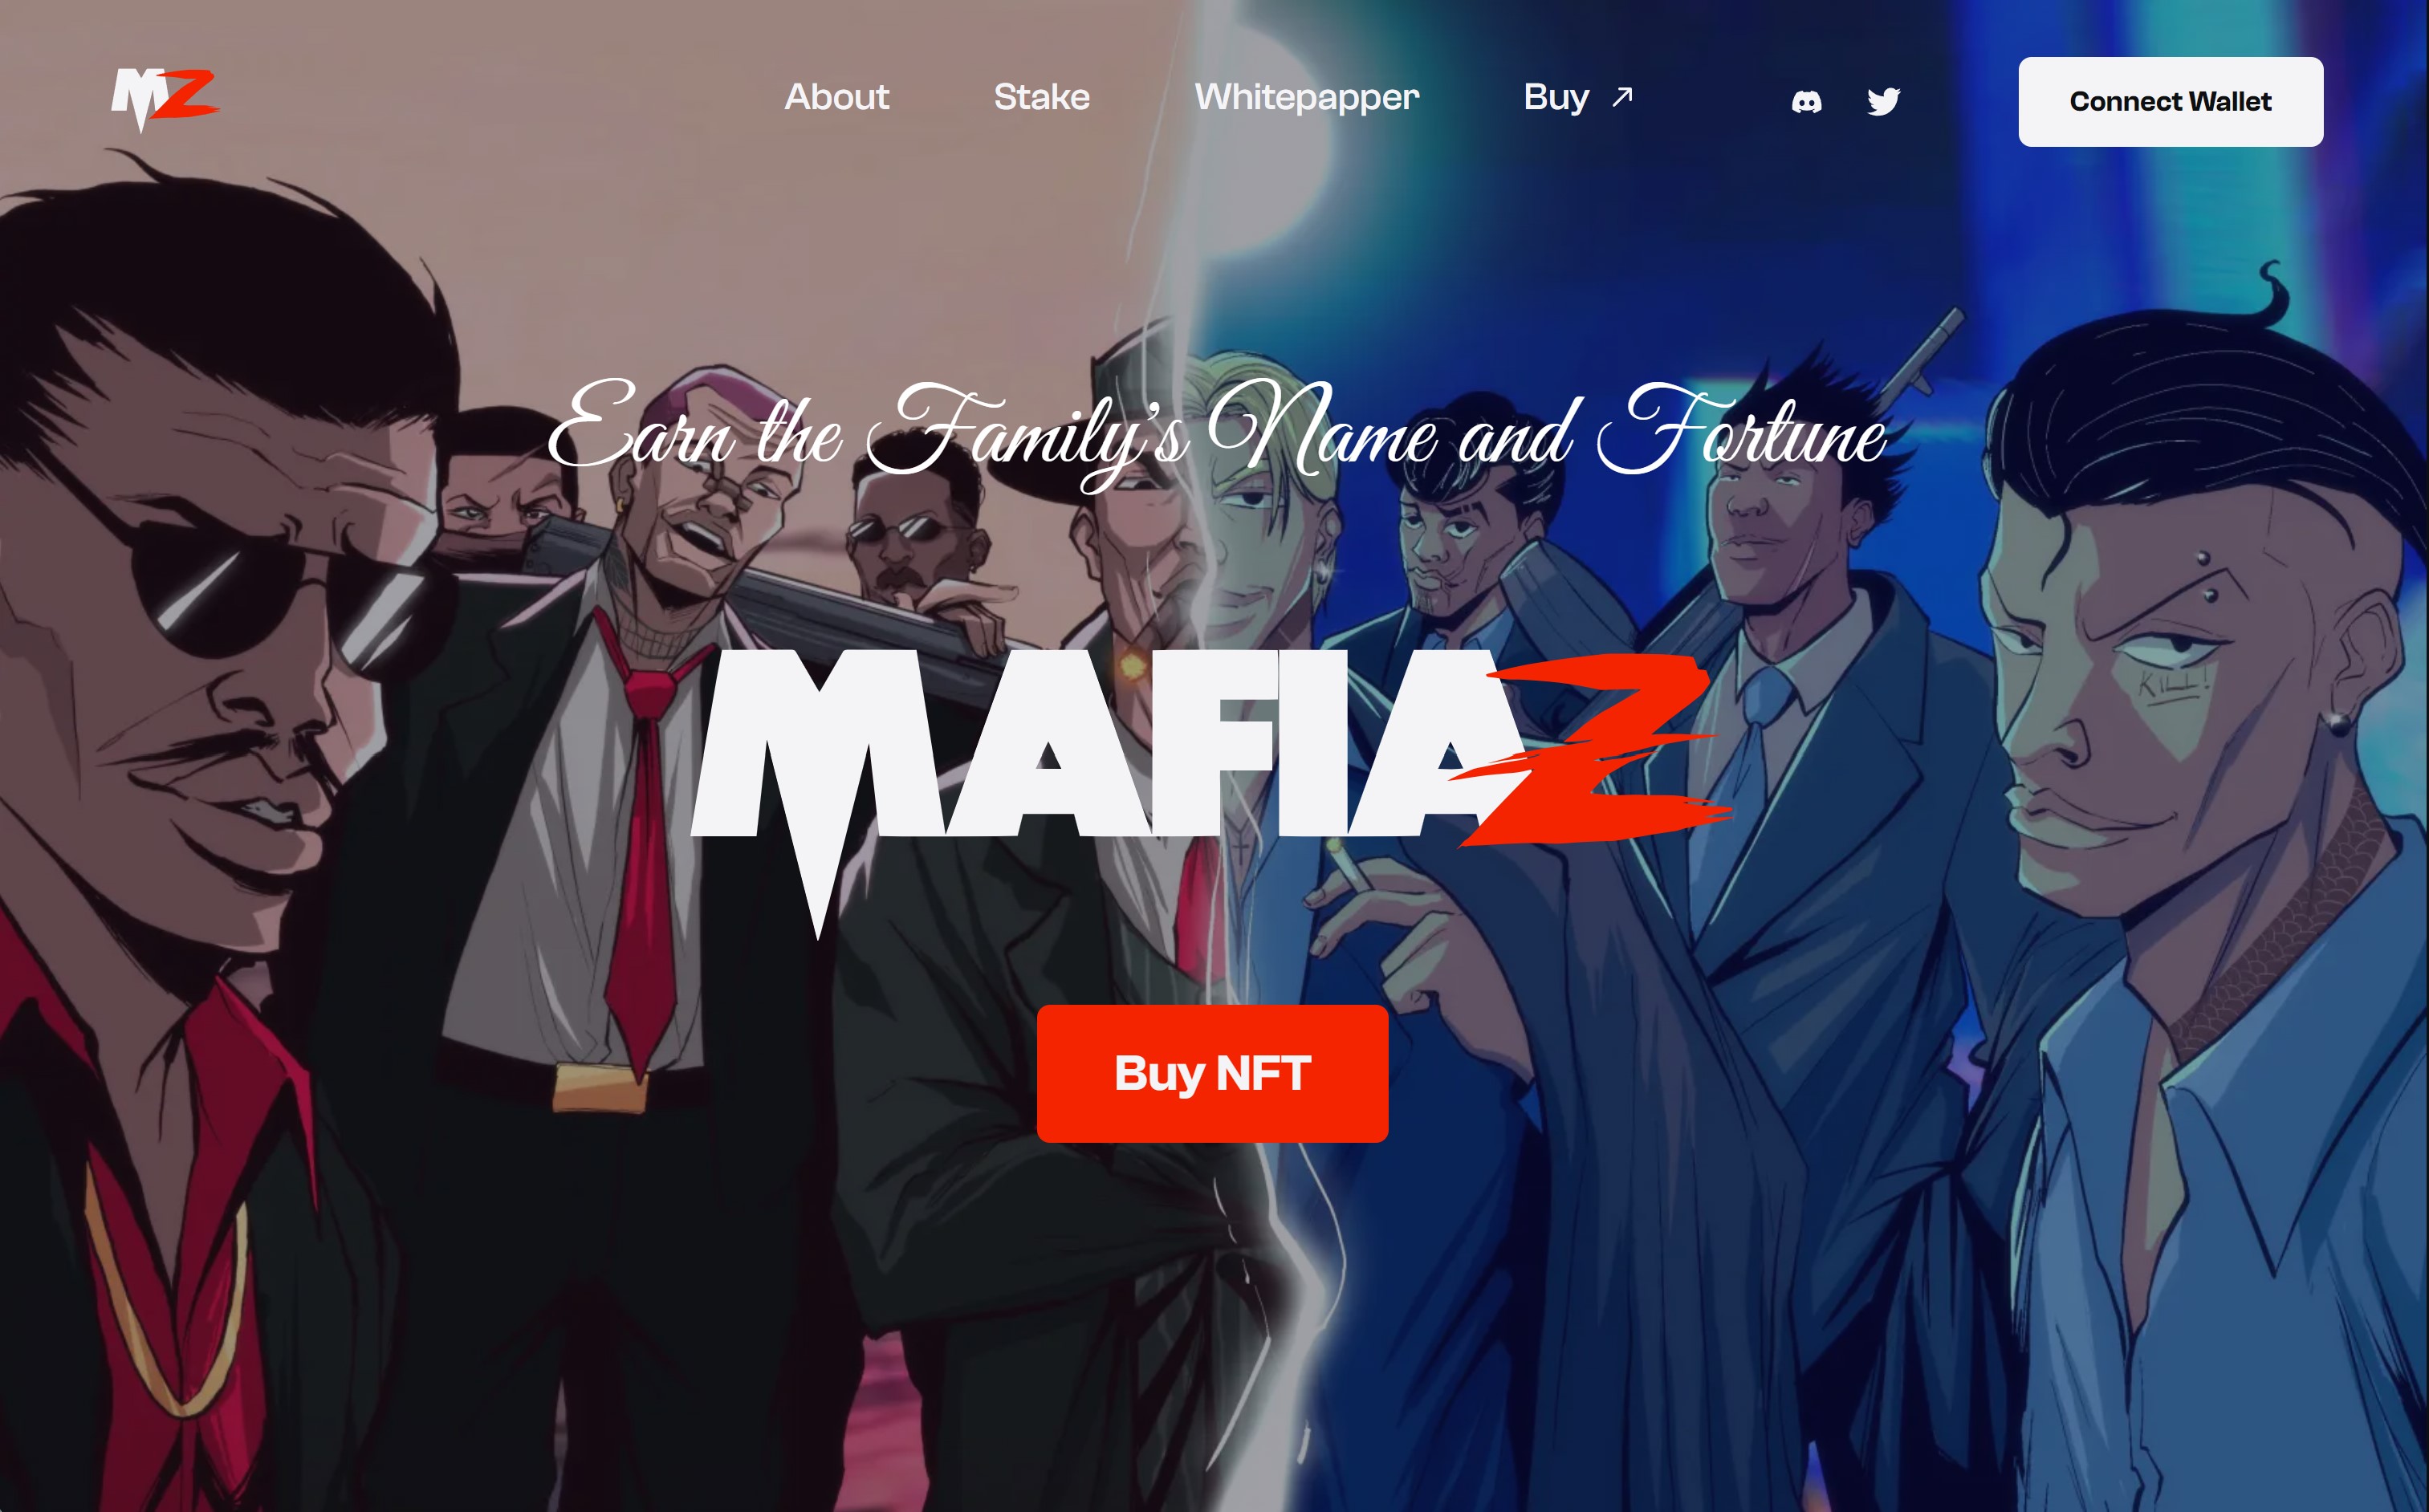 MZ
About Stake Whitepapper Buy Connect Wallet
Earn the Family's Name and Fortune
MAFIAZ
KILL!
Buy NFT